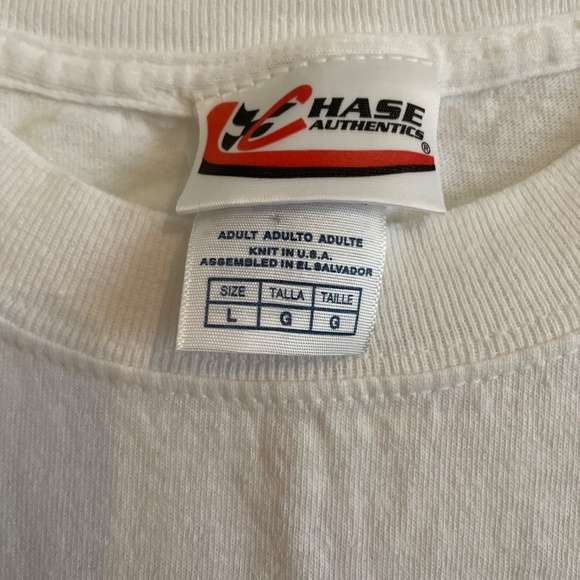 CHASE
AUTHENTICS®
ADULT ADULTO ADULTE
KNIT IN U.S.A.
ASSEMBLED IN EL SALVADOR
SIZE TALLA TAILLE
L G G